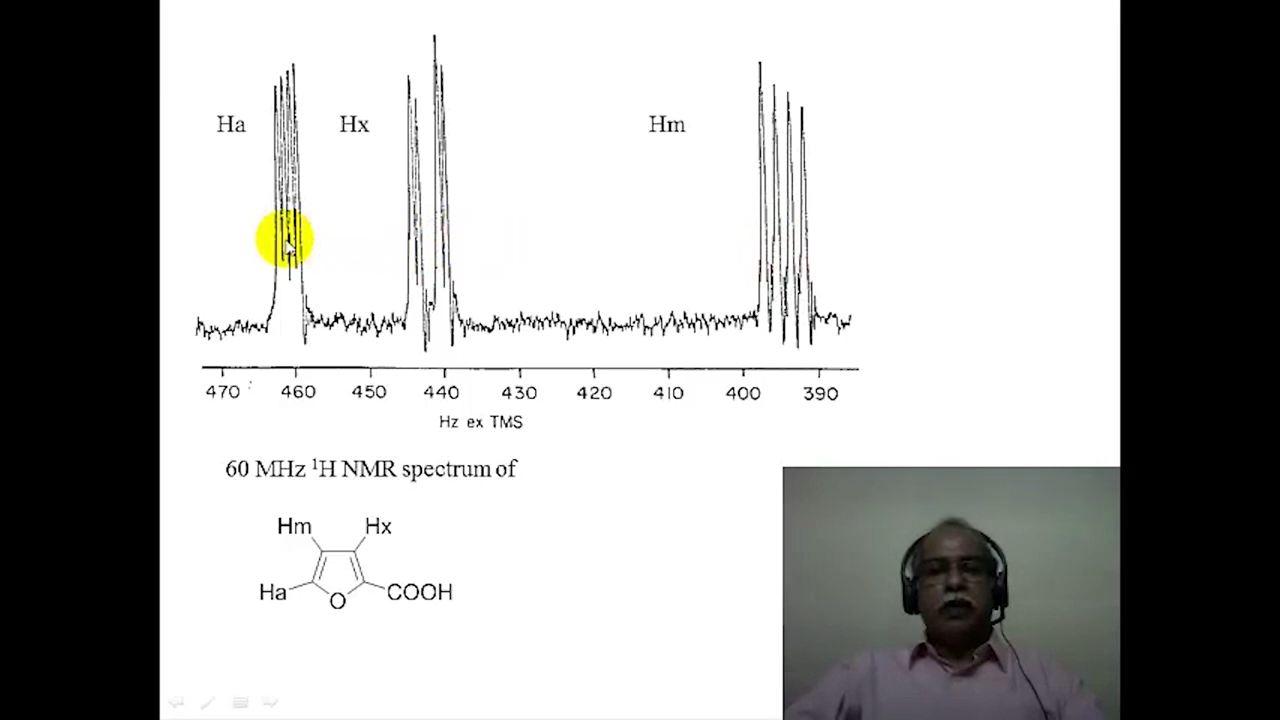 Ha Hx Hm
470 460 450 440 430 420 410 400 390
Hz ex TMS
60 MHz ¹H NMR spectrum of
Hm Hx
Ha O COOH